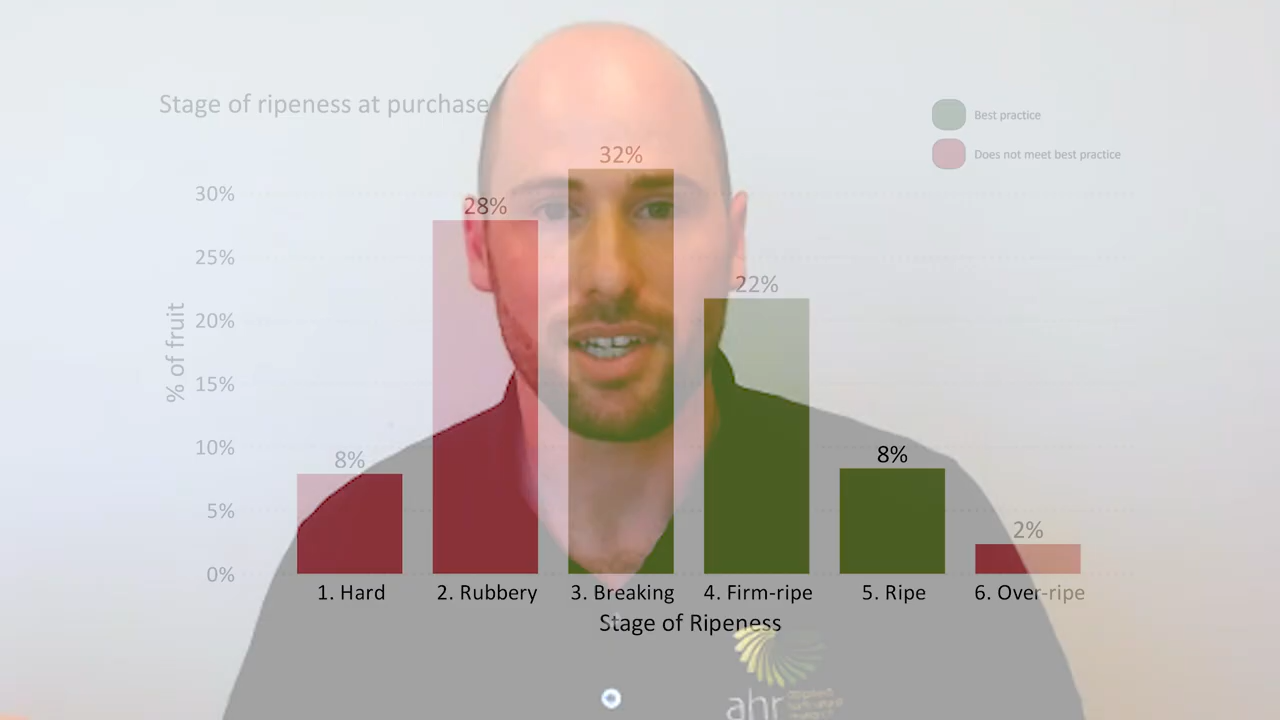 Stage of ripeness at purchase
Best practice
Does not meet best practice
32%
30%
28%
25%
22%
20%
% of fruit
15%
10%
8%
8%
5%
2%
0%
1. Hard
2. Rubbery
3. Breaking
4. Firm-ripe
5. Ripe
6. Over-ripe
Stage of Ripeness
ahr